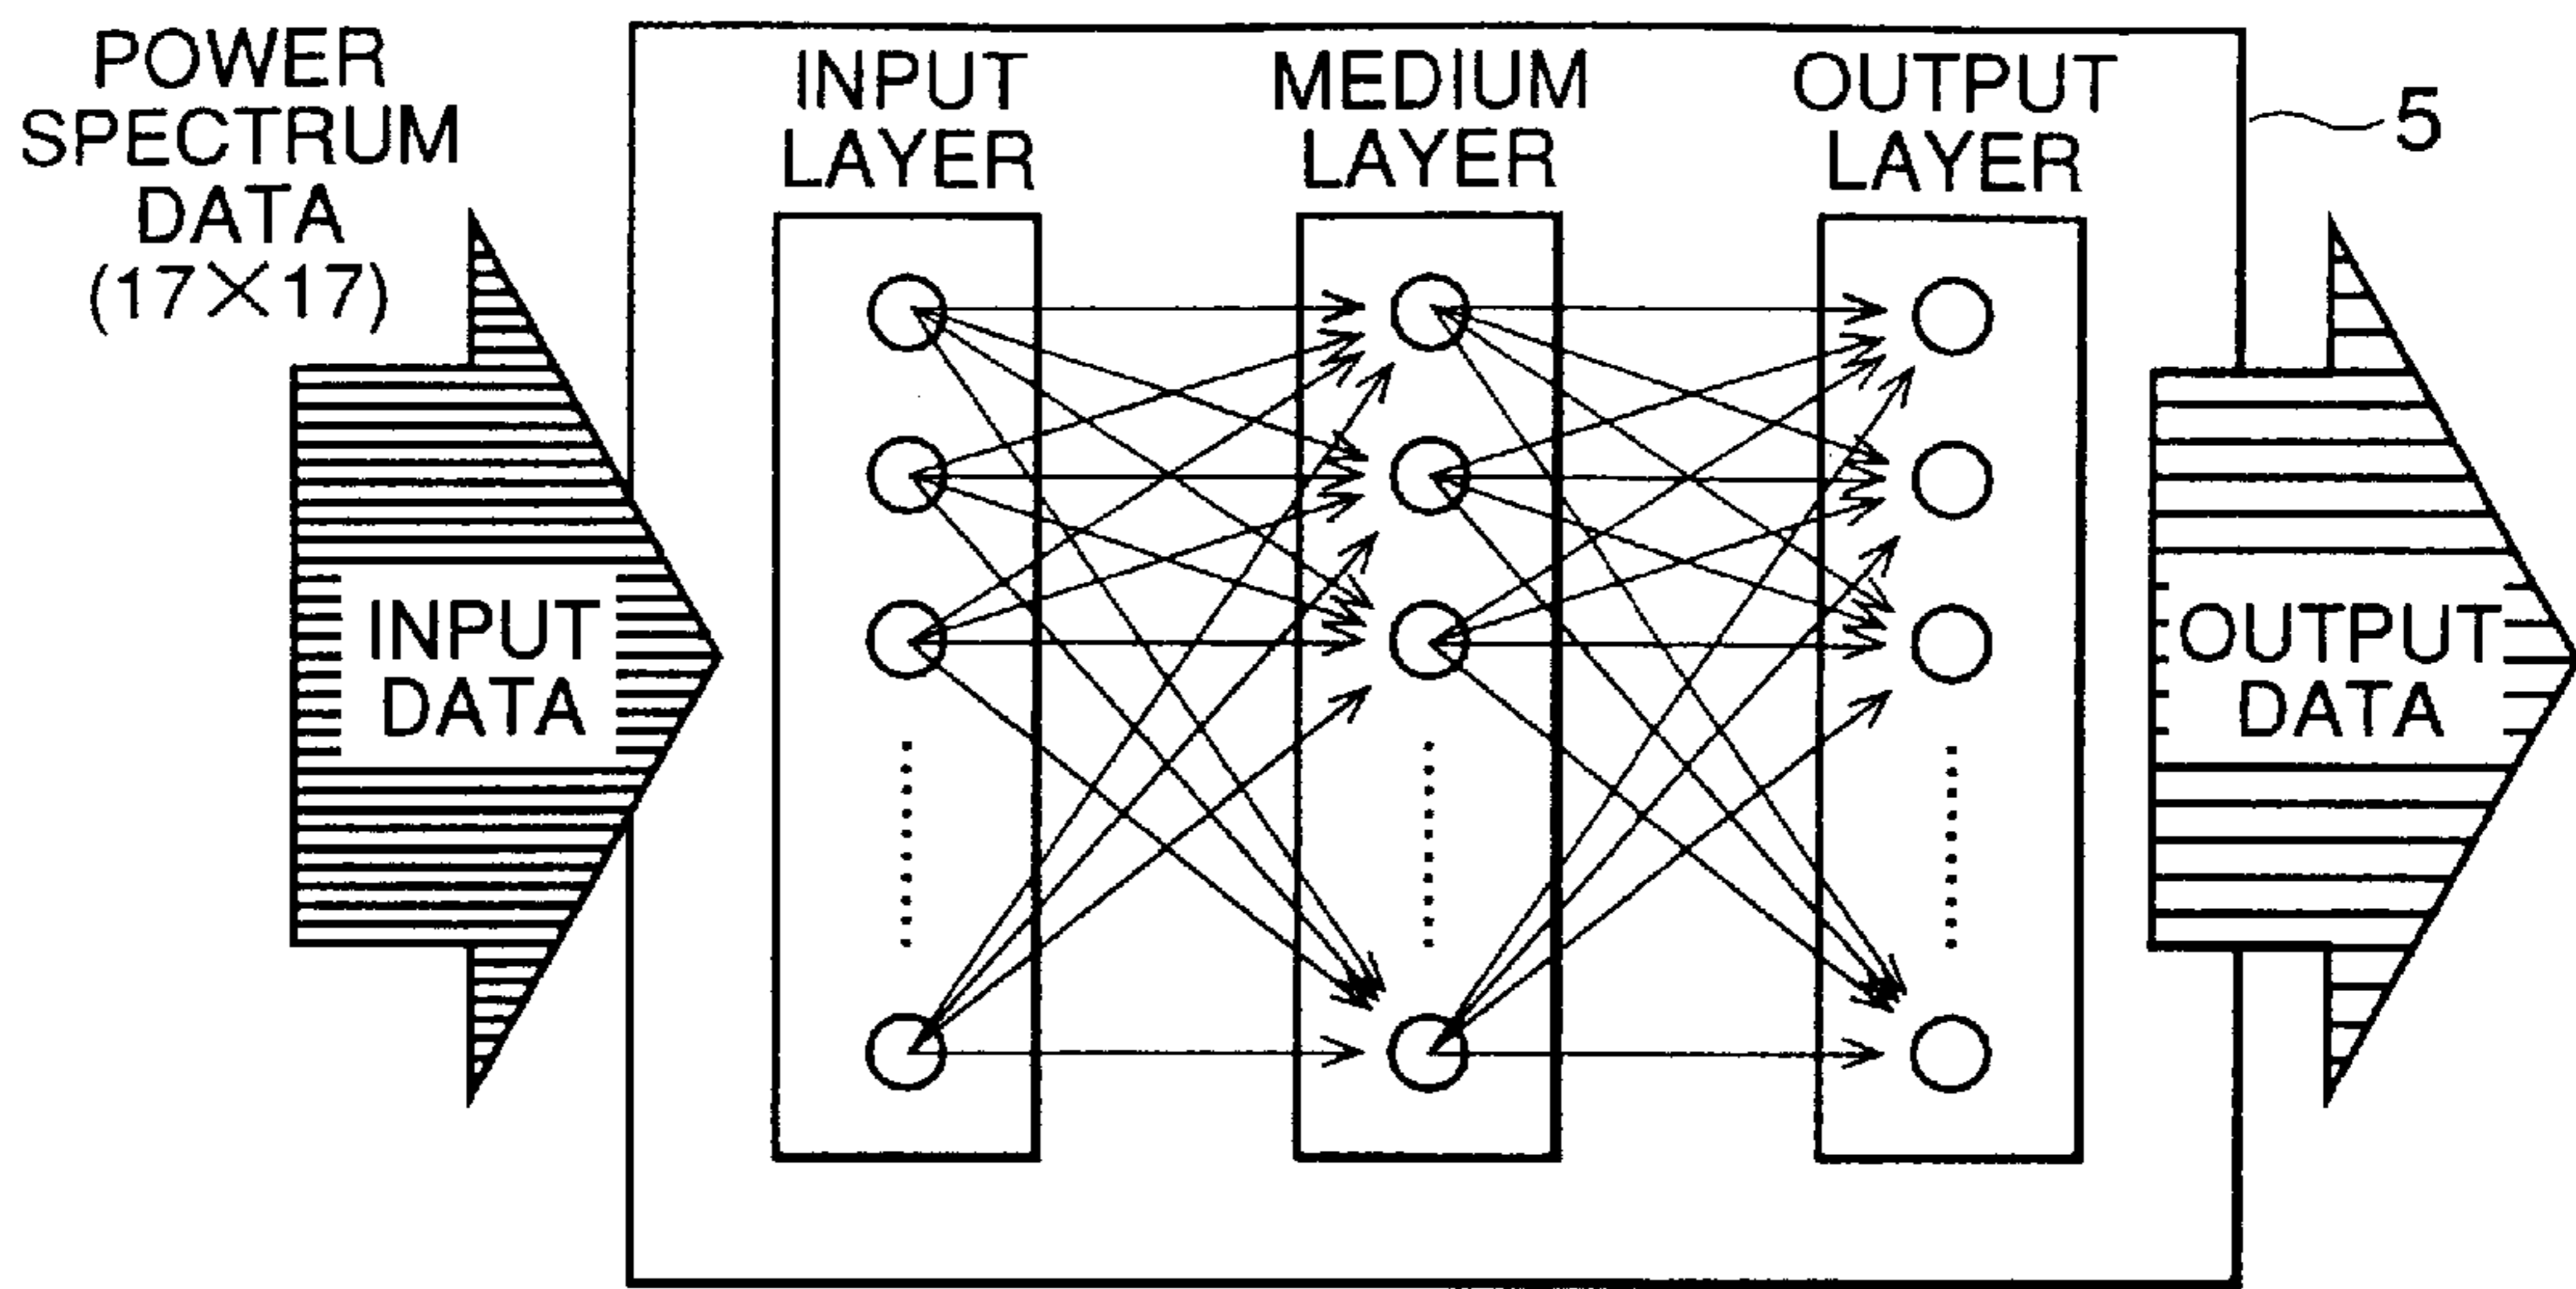 POWER
SPECTRUM
DATA
(17×17)
INPUT
LAYER
MEDIUM
LAYER
OUTPUT
LAYER
5
INPUT
DATA
OUTPUT
DATA